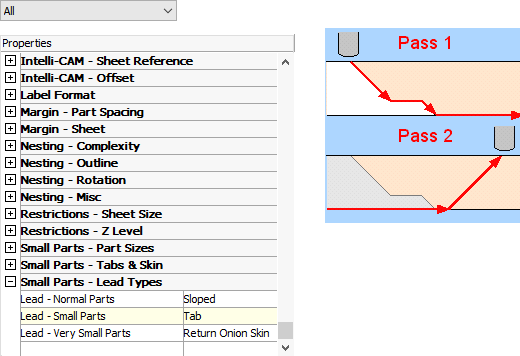 All
Properties
Intelli-CAM - Sheet Reference
Intelli-CAM - Offset
Label Format
Margin - Part Spacing
Margin - Sheet
Nesting - Complexity
Nesting - Outline
Nesting - Rotation
Nesting - Misc
Restrictions - Sheet Size
Restrictions - Z Level
Small Parts - Part Sizes
Small Parts - Tabs & Skin
Small Parts - Lead Types
Lead - Normal Parts Sloped
Lead - Small Parts Tab
Lead - Very Small Parts Return Onion Skin
Pass 1
Pass 2